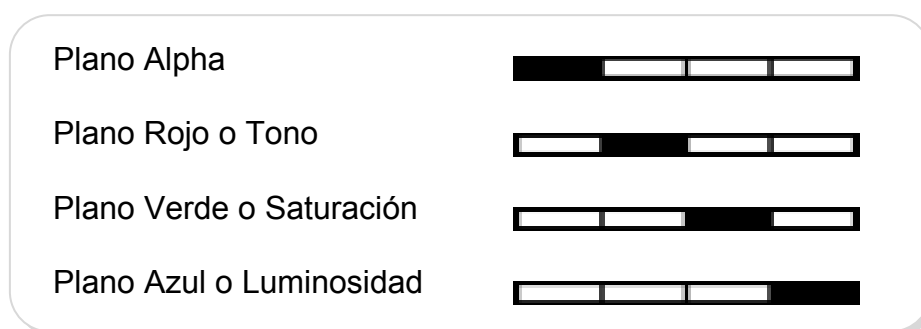 Plano Alpha
Plano Rojo o Tono
Plano Verde o Saturación
Plano Azul o Luminosidad